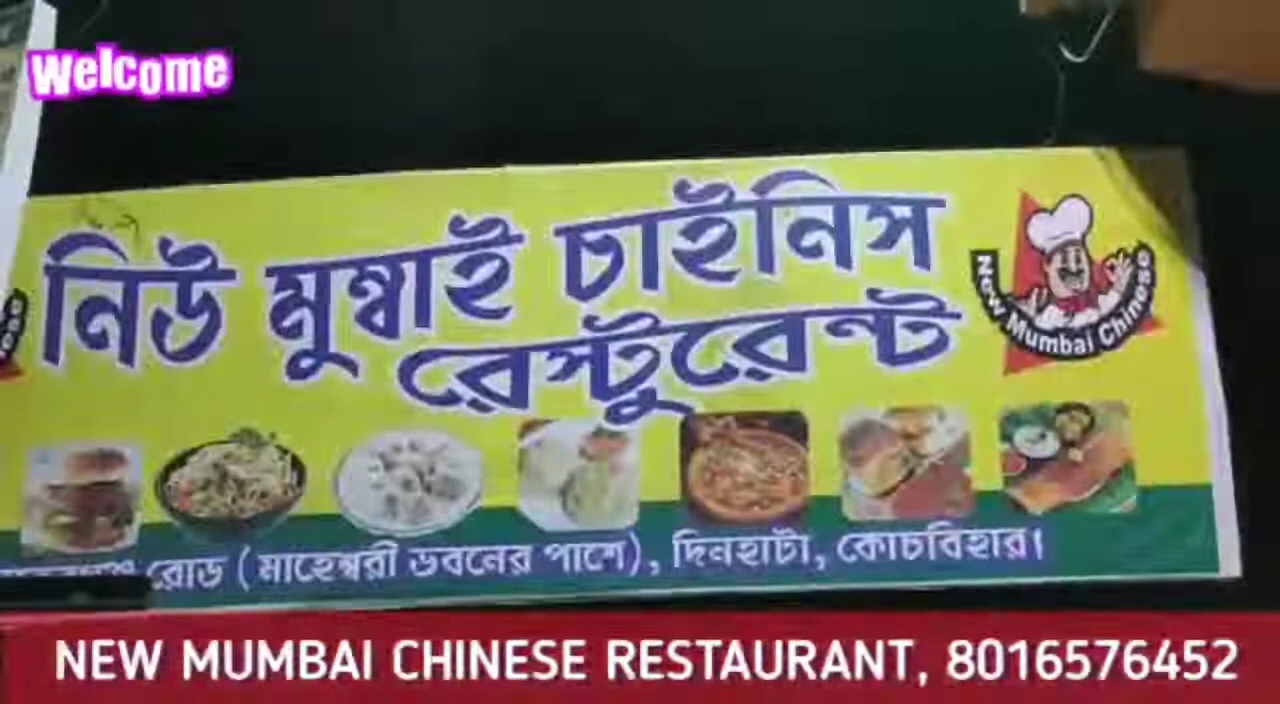 Welcome
নিউ মুম্বাই চাইনিস
রেস্টুরেন্ট
New Mumbai Chinese
রোড (মাহেশ্বরী ভবনের পাশে), দিনহাটা, কোচবিহার।
NEW MUMBAI CHINESE RESTAURANT, 8016576452